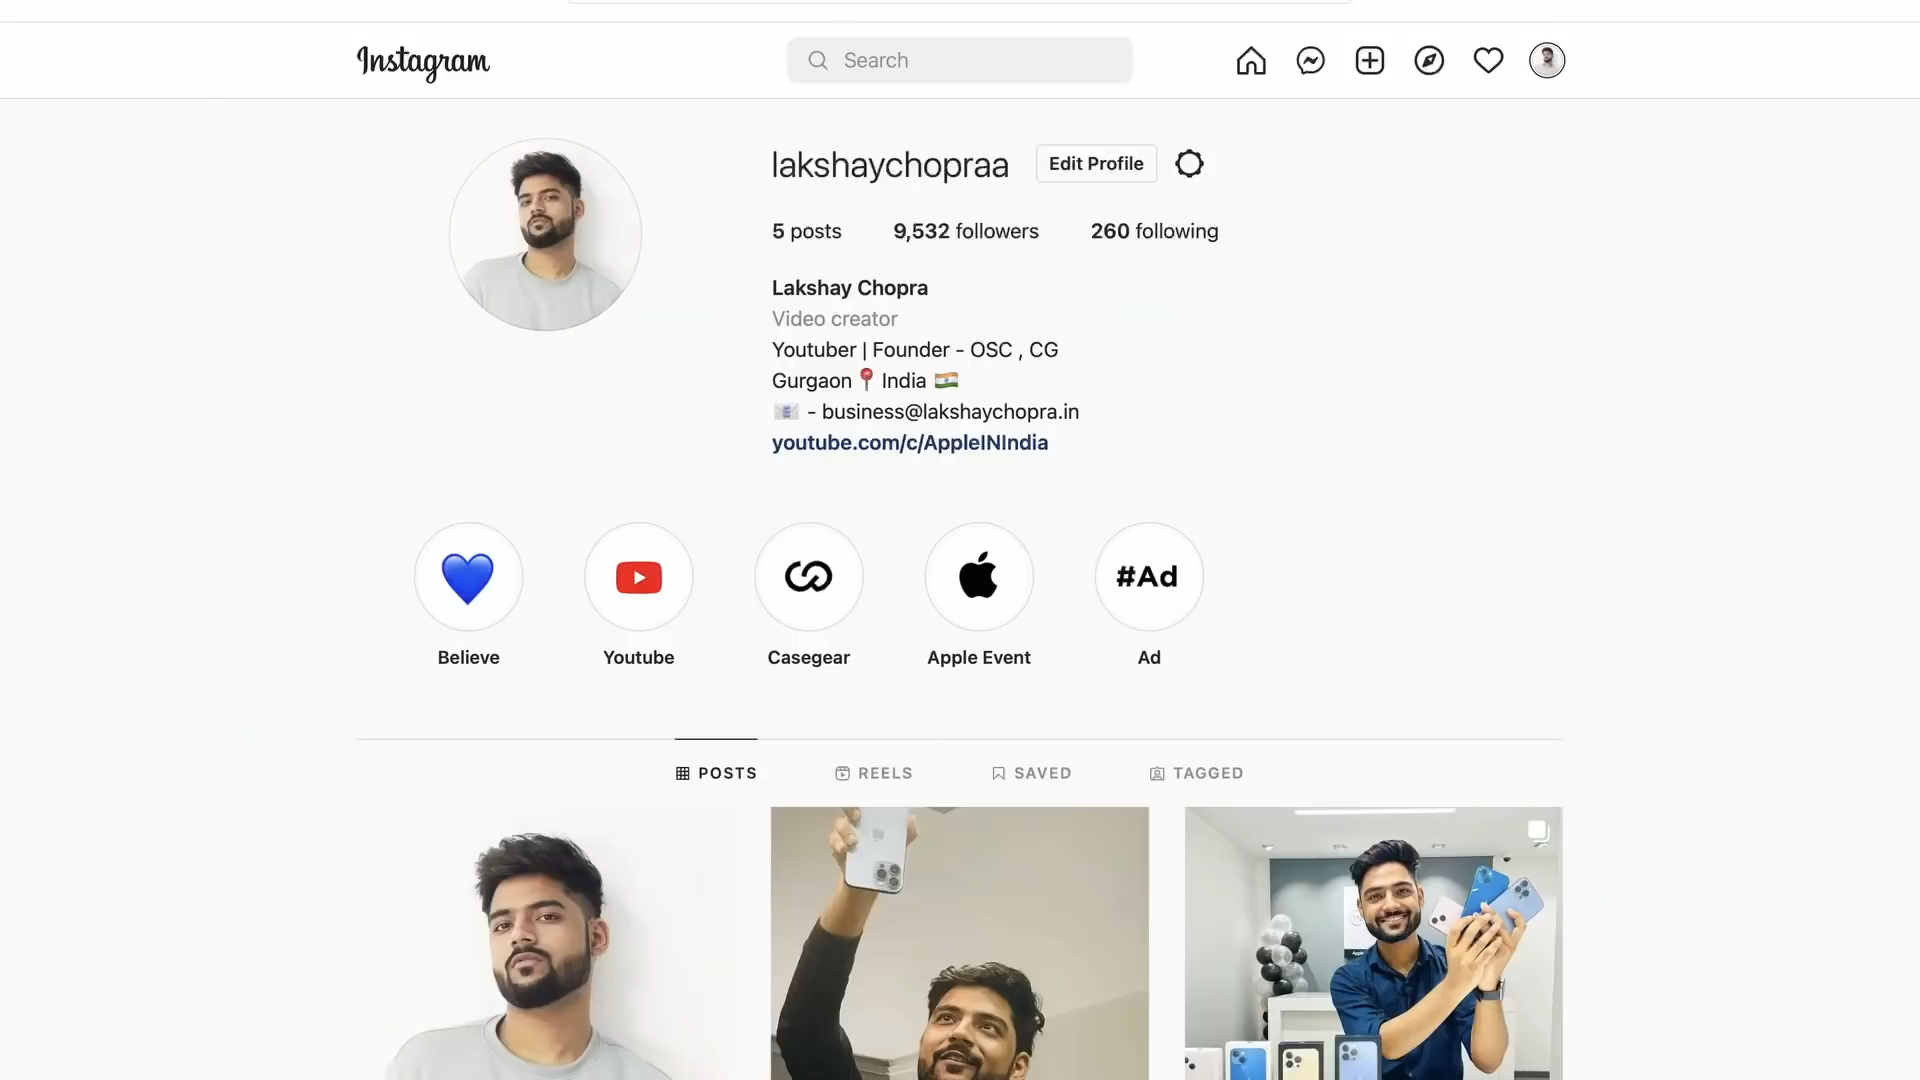 Instagram
Search
lakshaychopraa
Edit Profile
5 posts 9,532 followers 260 following
Lakshay Chopra
Video creator
Youtuber | Founder - OSC , CG
Gurgaon📍India 🇮🇳
📧 - business@lakshaychopra.in
youtube.com/c/AppleINIndia
#Ad
Believe Youtube Casegear Apple Event Ad
POSTS REELS SAVED TAGGED